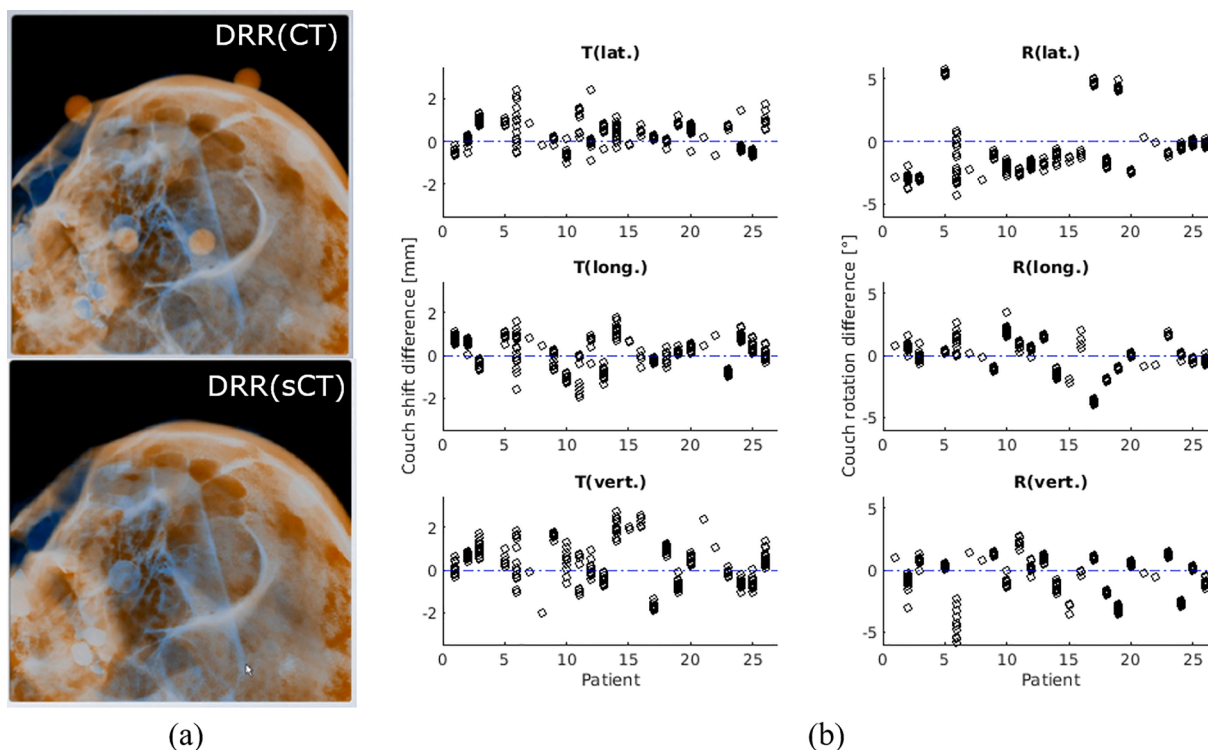 DRR(CT)
DRR(sCT)
(a)
T(lat.)
2
0
-2
0 5 10 15 20 25
R(lat.)
5
0
-5
0 5 10 15 20 25
Couch shift difference [mm]
T(long.)
2
0
-2
0 5 10 15 20 25
Couch rotation difference [°]
R(long.)
5
0
-5
0 5 10 15 20 25
T(vert.)
2
0
-2
0 5 10 15 20 25
Patient
R(vert.)
5
0
-5
0 5 10 15 20 25
Patient
(b)